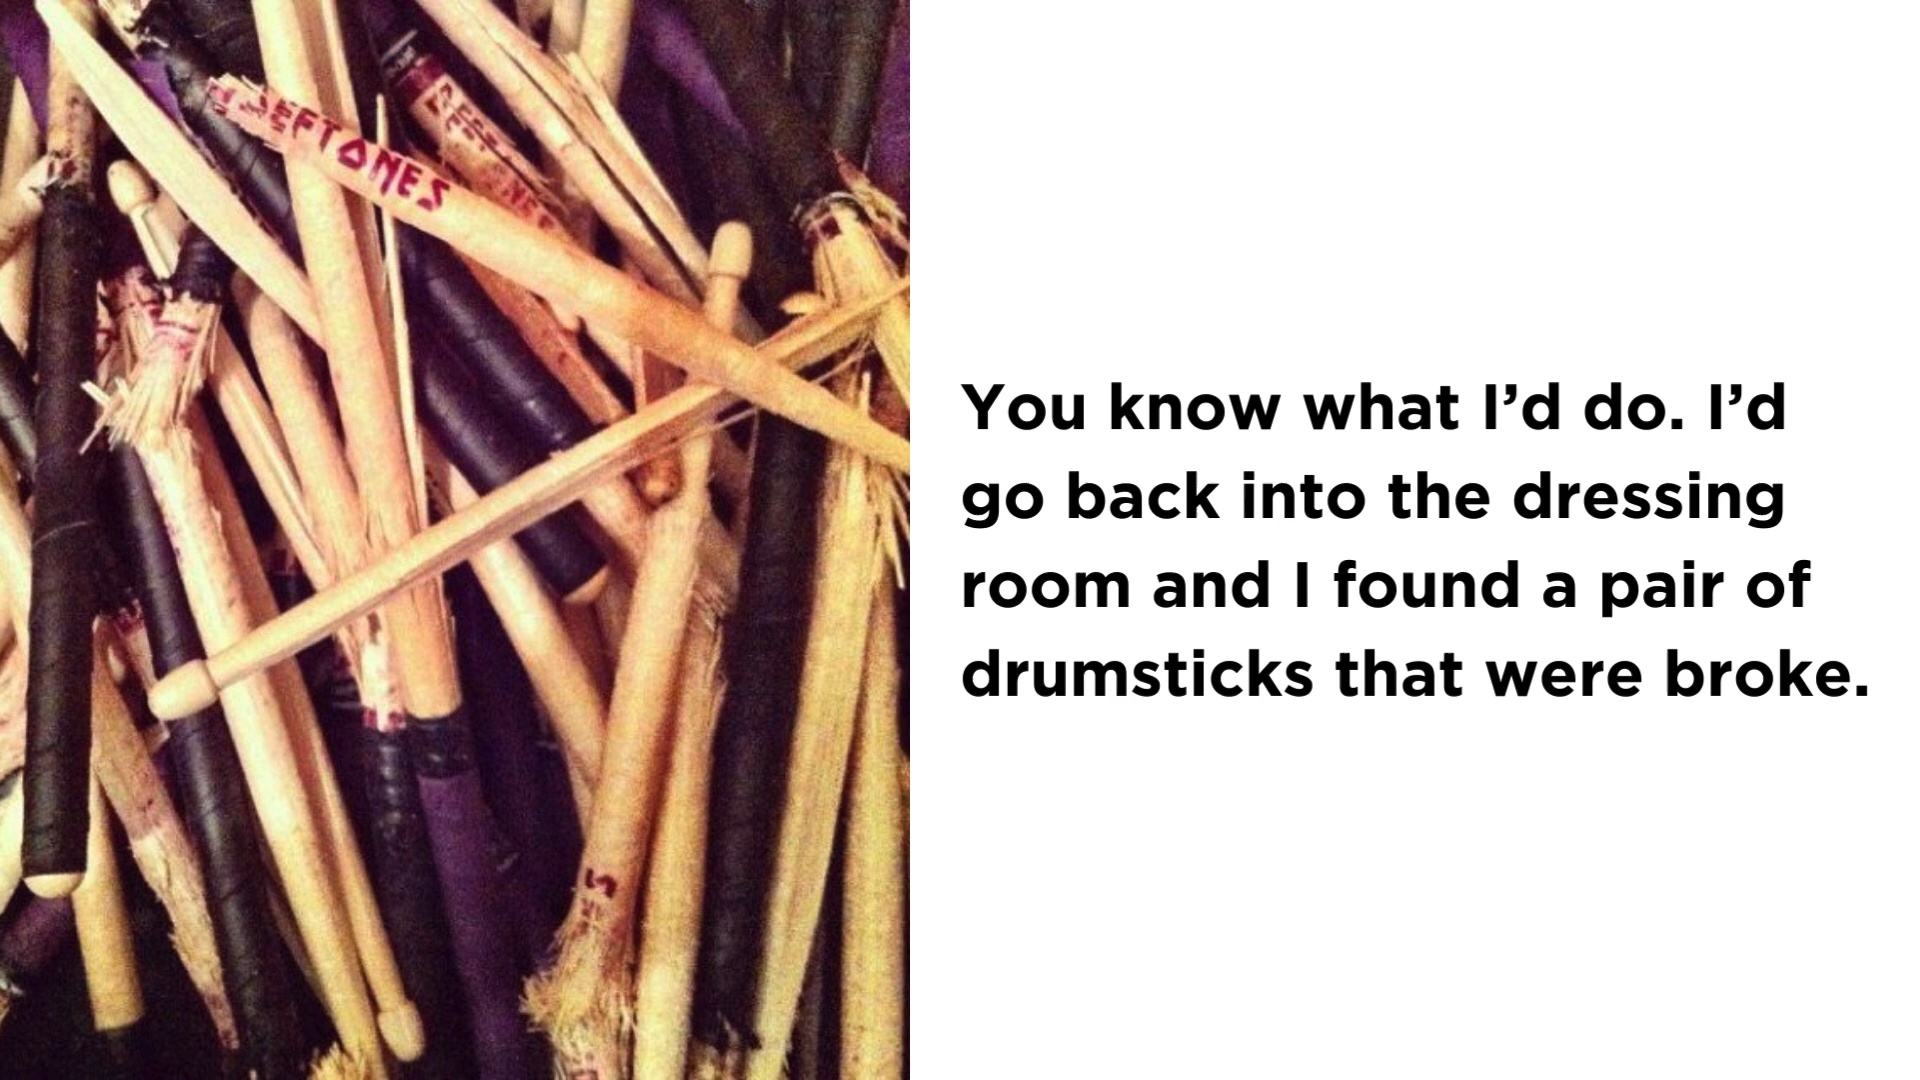 DEFTONES
You know what I’d do. I’d
go back into the dressing
room and I found a pair of
drumsticks that were broke.